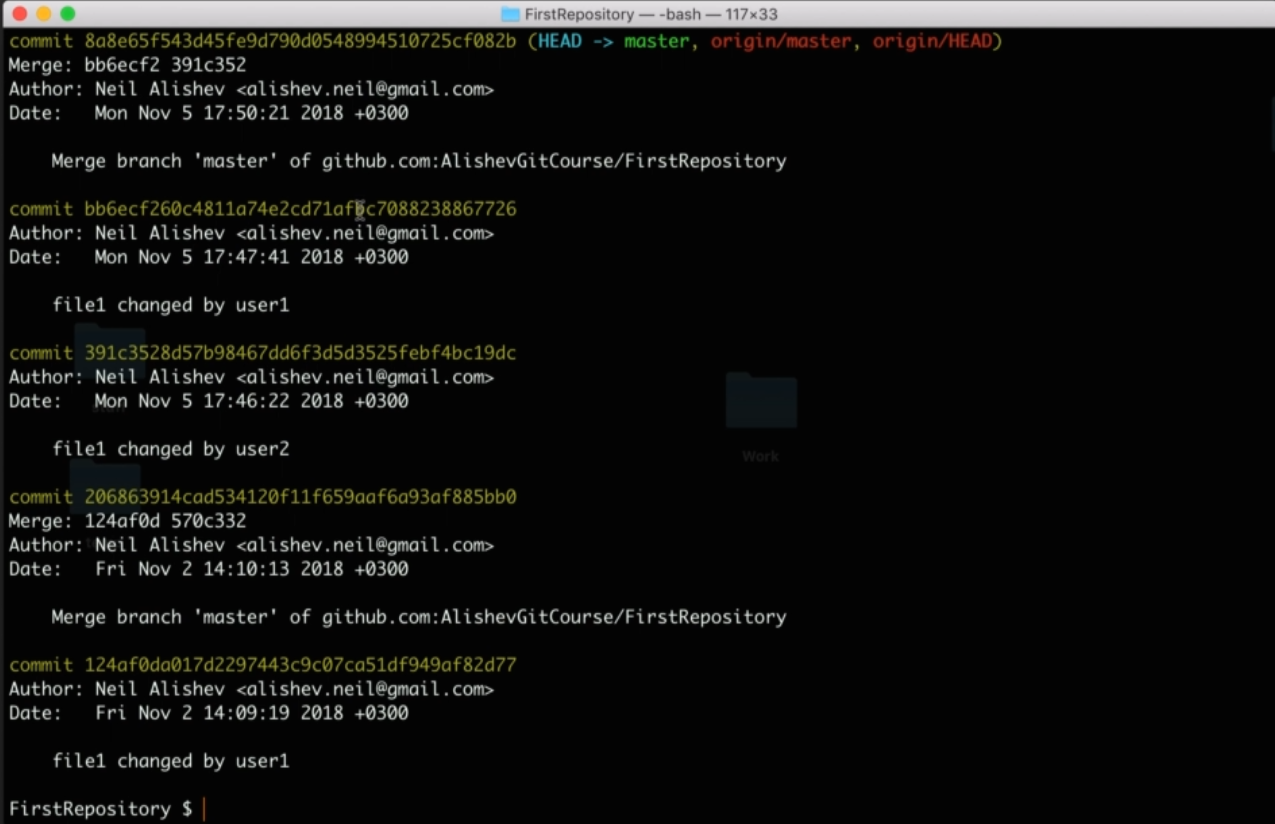 FirstRepository — -bash — 117×33
commit 8a8e65f543d45fe9d790d0548994510725cf082b (HEAD -> master, origin/master, origin/HEAD)
Merge: bb6ecf2 391c352
Author: Neil Alishev <alishev.neil@gmail.com>
Date:   Mon Nov 5 17:50:21 2018 +0300
Merge branch 'master' of github.com:AlishevGitCourse/FirstRepository
commit bb6ecf260c4811a74e2cd71afbc7088238867726
Author: Neil Alishev <alishev.neil@gmail.com>
Date:   Mon Nov 5 17:47:41 2018 +0300
file1 changed by user1
commit 391c3528d57b98467dd6f3d5d3525febf4bc19dc
Author: Neil Alishev <alishev.neil@gmail.com>
Date:   Mon Nov 5 17:46:22 2018 +0300
file1 changed by user2
Work
commit 206863914cad534120f11f659aaf6a93af885bb0
Merge: 124af0d 570c332
Author: Neil Alishev <alishev.neil@gmail.com>
Date:   Fri Nov 2 14:10:13 2018 +0300
Merge branch 'master' of github.com:AlishevGitCourse/FirstRepository
commit 124af0da017d2297443c9c07ca51df949af82d77
Author: Neil Alishev <alishev.neil@gmail.com>
Date:   Fri Nov 2 14:09:19 2018 +0300
file1 changed by user1
FirstRepository $